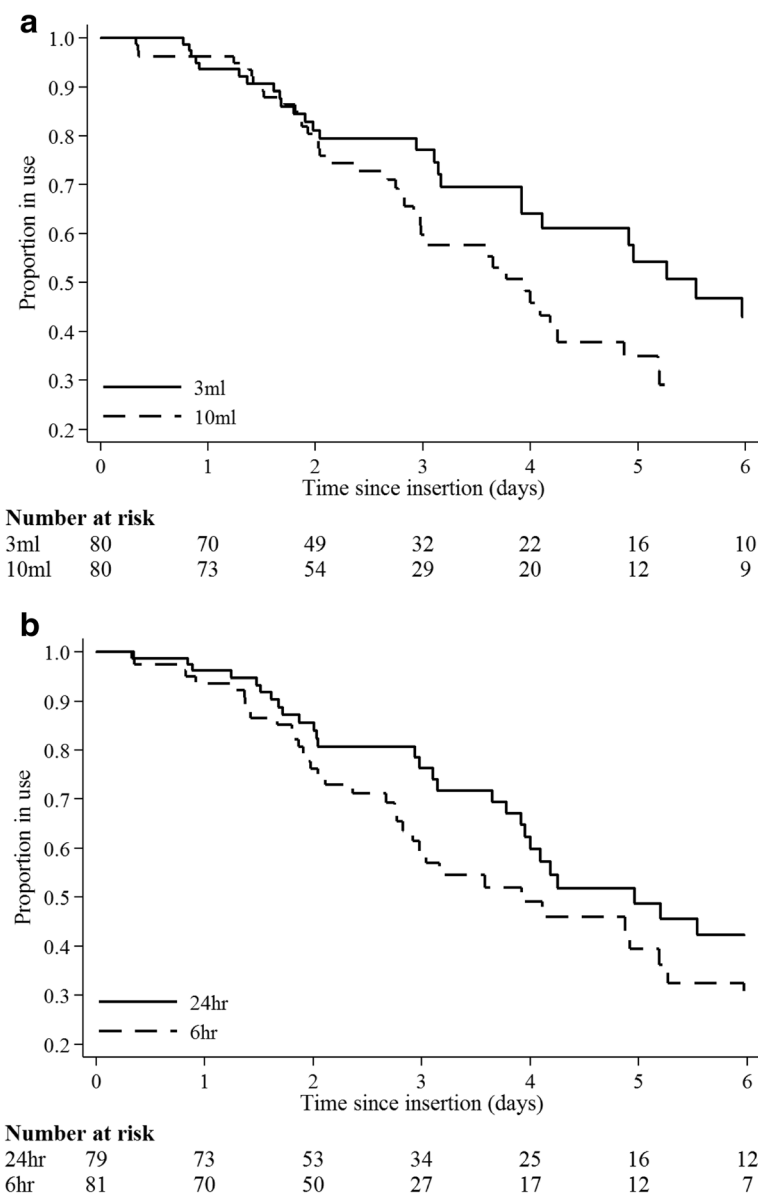 a
Proportion in use
1.0
0.9
0.8
0.7
0.6
0.5
0.4
0.3
0.2
3ml
10ml
0 1 2 3 4 5 6
Time since insertion (days)
Number at risk
3ml 80 70 49 32 22 16 10
10ml 80 73 54 29 20 12 9
b
Proportion in use
1.0
0.9
0.8
0.7
0.6
0.5
0.4
0.3
0.2
24hr
6hr
0 1 2 3 4 5 6
Time since insertion (days)
Number at risk
24hr 79 73 53 34 25 16 12
6hr 81 70 50 27 17 12 7